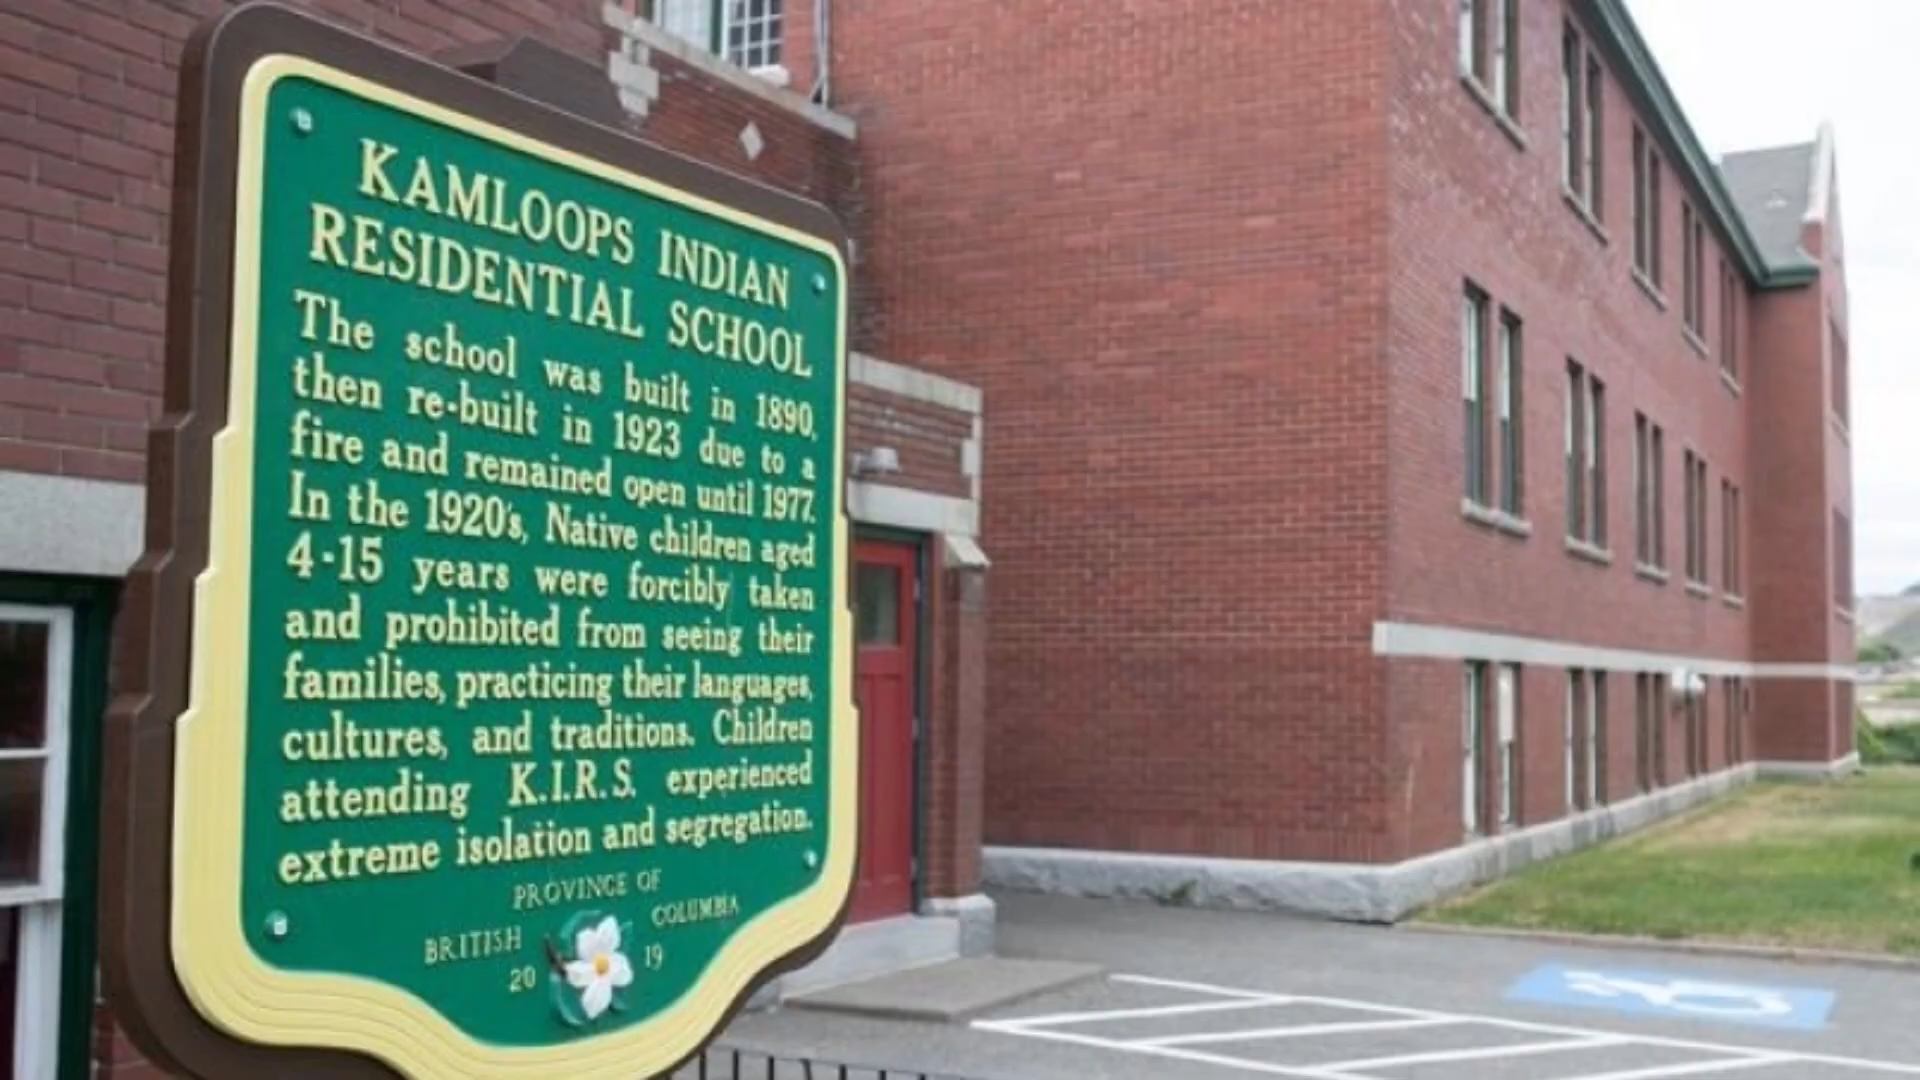 KAMLOOPS INDIAN
RESIDENTIAL SCHOOL
The school was built in 1890,
then re-built in 1923 due to a
fire and remained open until 1977.
In the 1920's, Native children aged
4-15 years were forcibly taken
and prohibited from seeing their
families, practicing their languages,
cultures, and traditions. Children
attending K.I.R.S. experienced
extreme isolation and segregation.
PROVINCE OF
BRITISH COLUMBIA
20 19